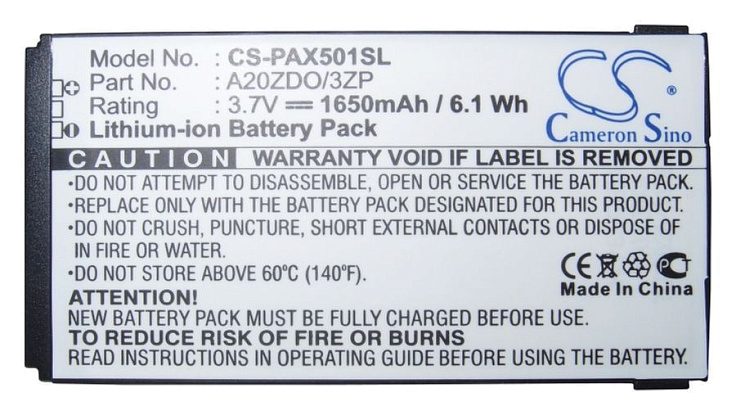 Model No. : CS-PAX501SL
Part No. : A20ZDO/3ZP
Rating : 3.7V 1650mAh / 6.1 Wh
Lithium-ion Battery Pack
CS ®
Cameron Sino
CAUTION WARRANTY VOID IF LABEL IS REMOVED
•DO NOT ATTEMPT TO DISASSEMBLE, OPEN OR SERVICE THE BATTERY PACK.
•REPLACE ONLY WITH THE BATTERY PACK DESIGNATED FOR THIS PRODUCT.
•DO NOT CRUSH, PUNCTURE, SHORT EXTERNAL CONTACTS OR DISPOSE OF
IN FIRE OR WATER.
•DO NOT STORE ABOVE 60°C (140°F).
CE
Made In China
ATTENTION!
NEW BATTERY PACK MUST BE FULLY CHARGED BEFORE USE
TO REDUCE RISK OF FIRE OR BATTERY EXPLOSION
READ INSTRUCTIONS IN OPERATING GUIDE BEFORE USING THE BATTERY.